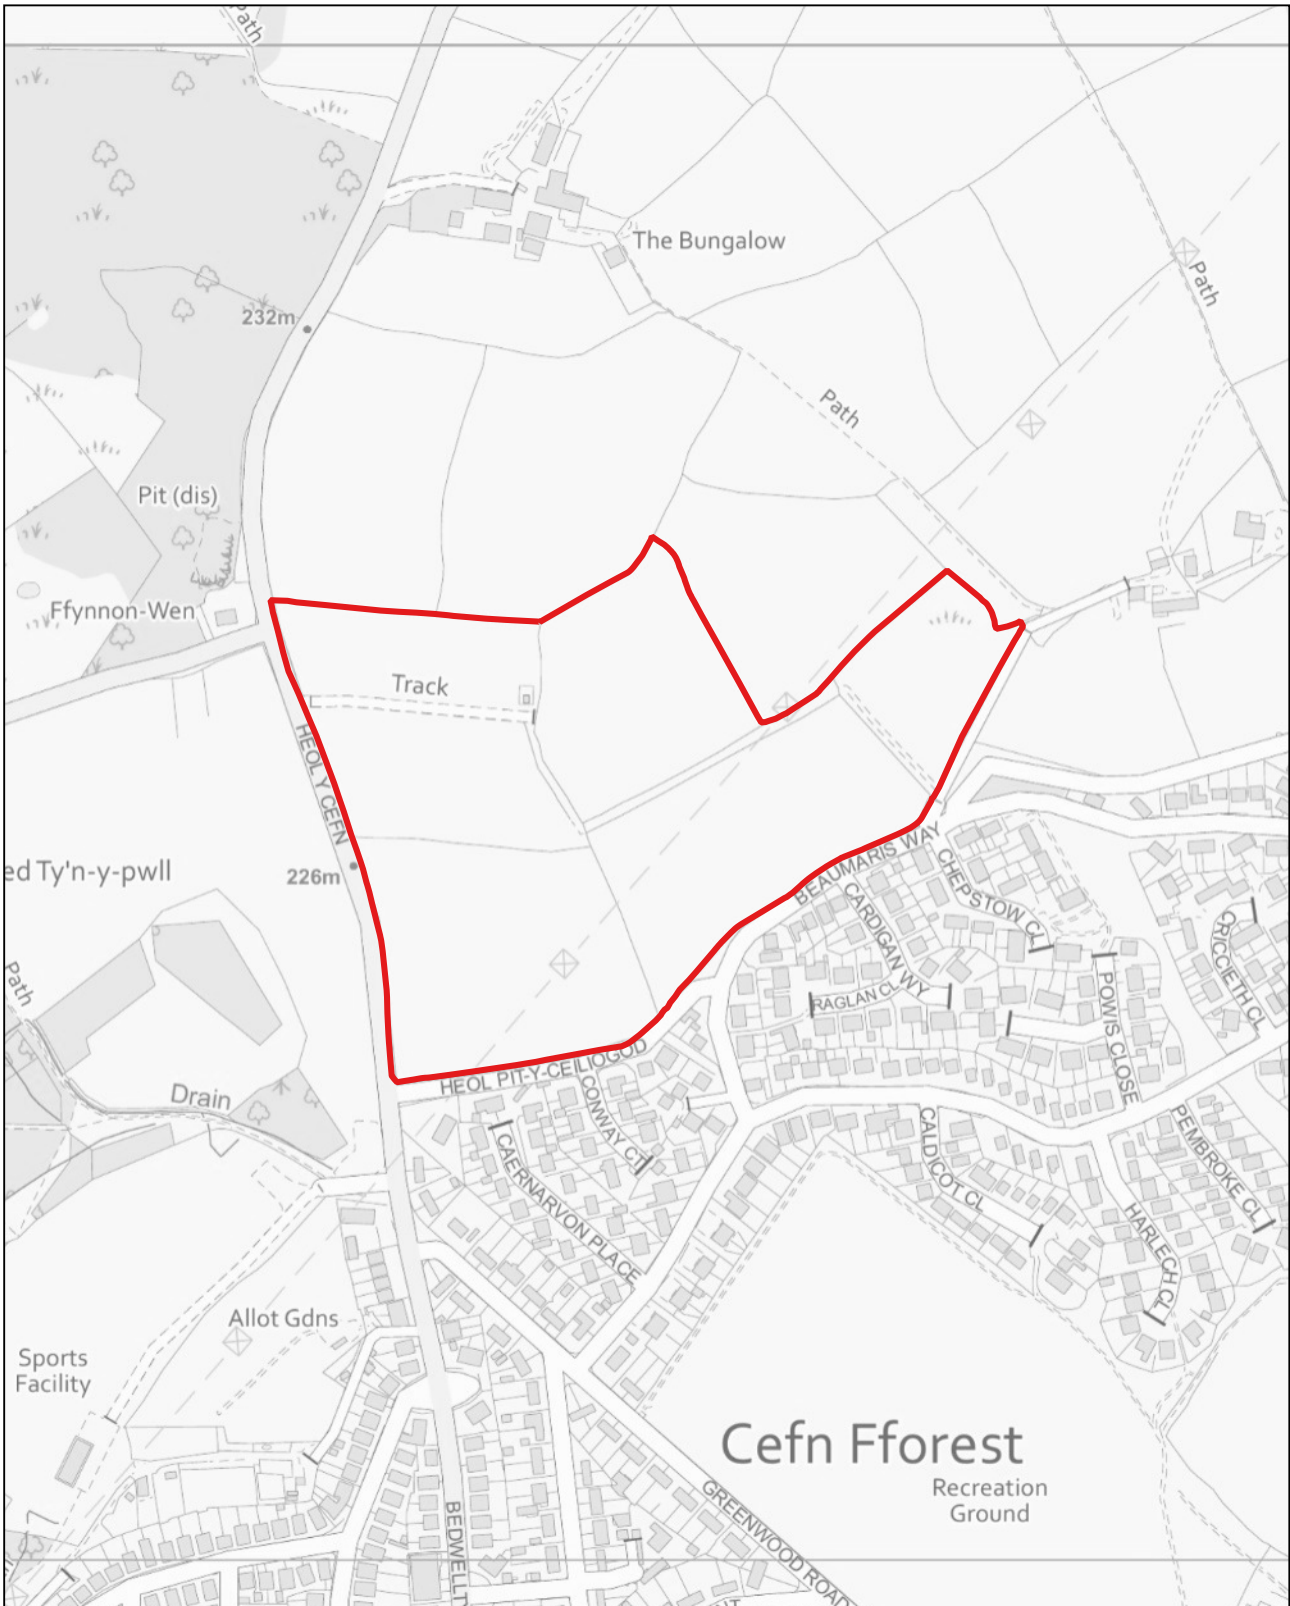 Path
The Bungalow
Path
232m
Path
Pit (dis)
Ffynnon-Wen
Track
HEOL Y CEFN
ed Ty'n-y-pwll
226m
BEAUMARIS WAY
CHEPSTOW CL
CARDIGAN WY
CRICCIETH CL
Path
RAGLAN CL
POWIS CLOSE
HEOL PIT-Y-CEILIOGOD
Drain
CONWAY CT
CALDICOT CL
PEMBROKE CL
CAERNARVON PLACE
HARLECH CT
Allot Gdns
Sports
Facility
Cefn Fforest
Recreation
Ground
GREENWOOD ROAD
BEDWELLT